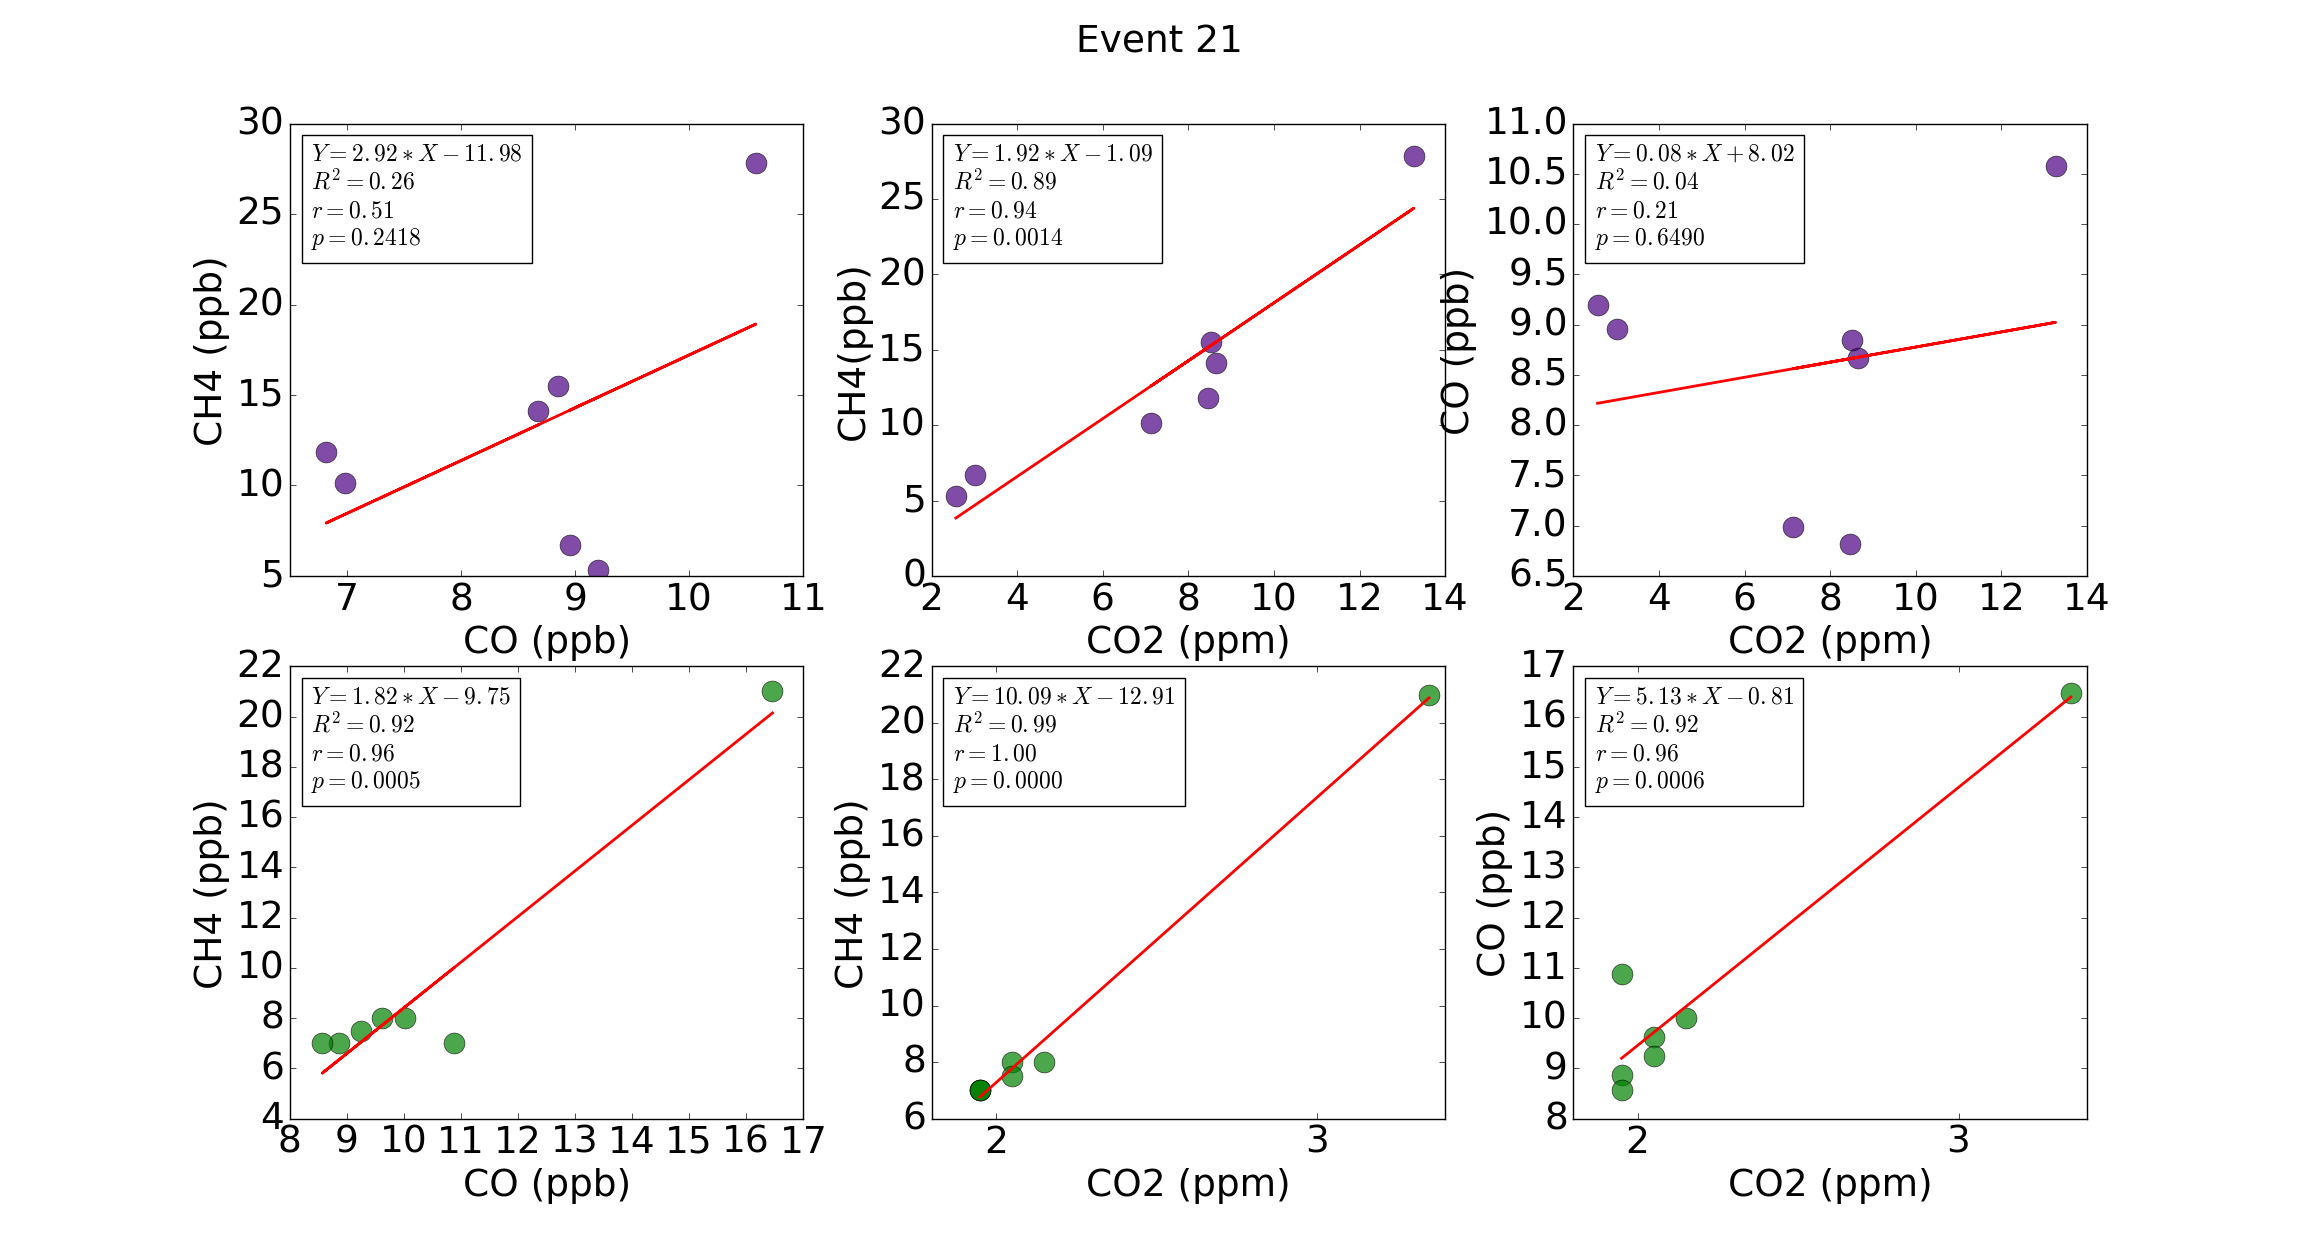 Event 21
30
25
20
15
10
5
CH4 (ppb)
Y = 2.92 * X − 11.98
R² = 0.26
r = 0.51
p = 0.2418
7 8 9 10 11
CO (ppb)
30
25
20
15
10
5
0
CH4(ppb)
Y = 1.92 * X − 1.09
R² = 0.89
r = 0.94
p = 0.0014
2 4 6 8 10 12 14
CO2 (ppm)
11.0
10.5
10.0
9.5
9.0
8.5
8.0
7.5
7.0
6.5
CO (ppb)
Y = 0.08 * X + 8.02
R² = 0.04
r = 0.21
p = 0.6490
2 4 6 8 10 12 14
CO2 (ppm)
22
20
18
16
14
12
10
8
6
4
CH4 (ppb)
Y = 1.82 * X − 9.75
R² = 0.92
r = 0.96
p = 0.0005
8 9 10 11 12 13 14 15 16 17
CO (ppb)
22
20
18
16
14
12
10
8
6
CH4 (ppb)
Y = 10.09 * X − 12.91
R² = 0.99
r = 1.00
p = 0.0000
2 3
CO2 (ppm)
17
16
15
14
13
12
11
10
9
8
CO (ppb)
Y = 5.13 * X − 0.81
R² = 0.92
r = 0.96
p = 0.0006
2 3
CO2 (ppm)